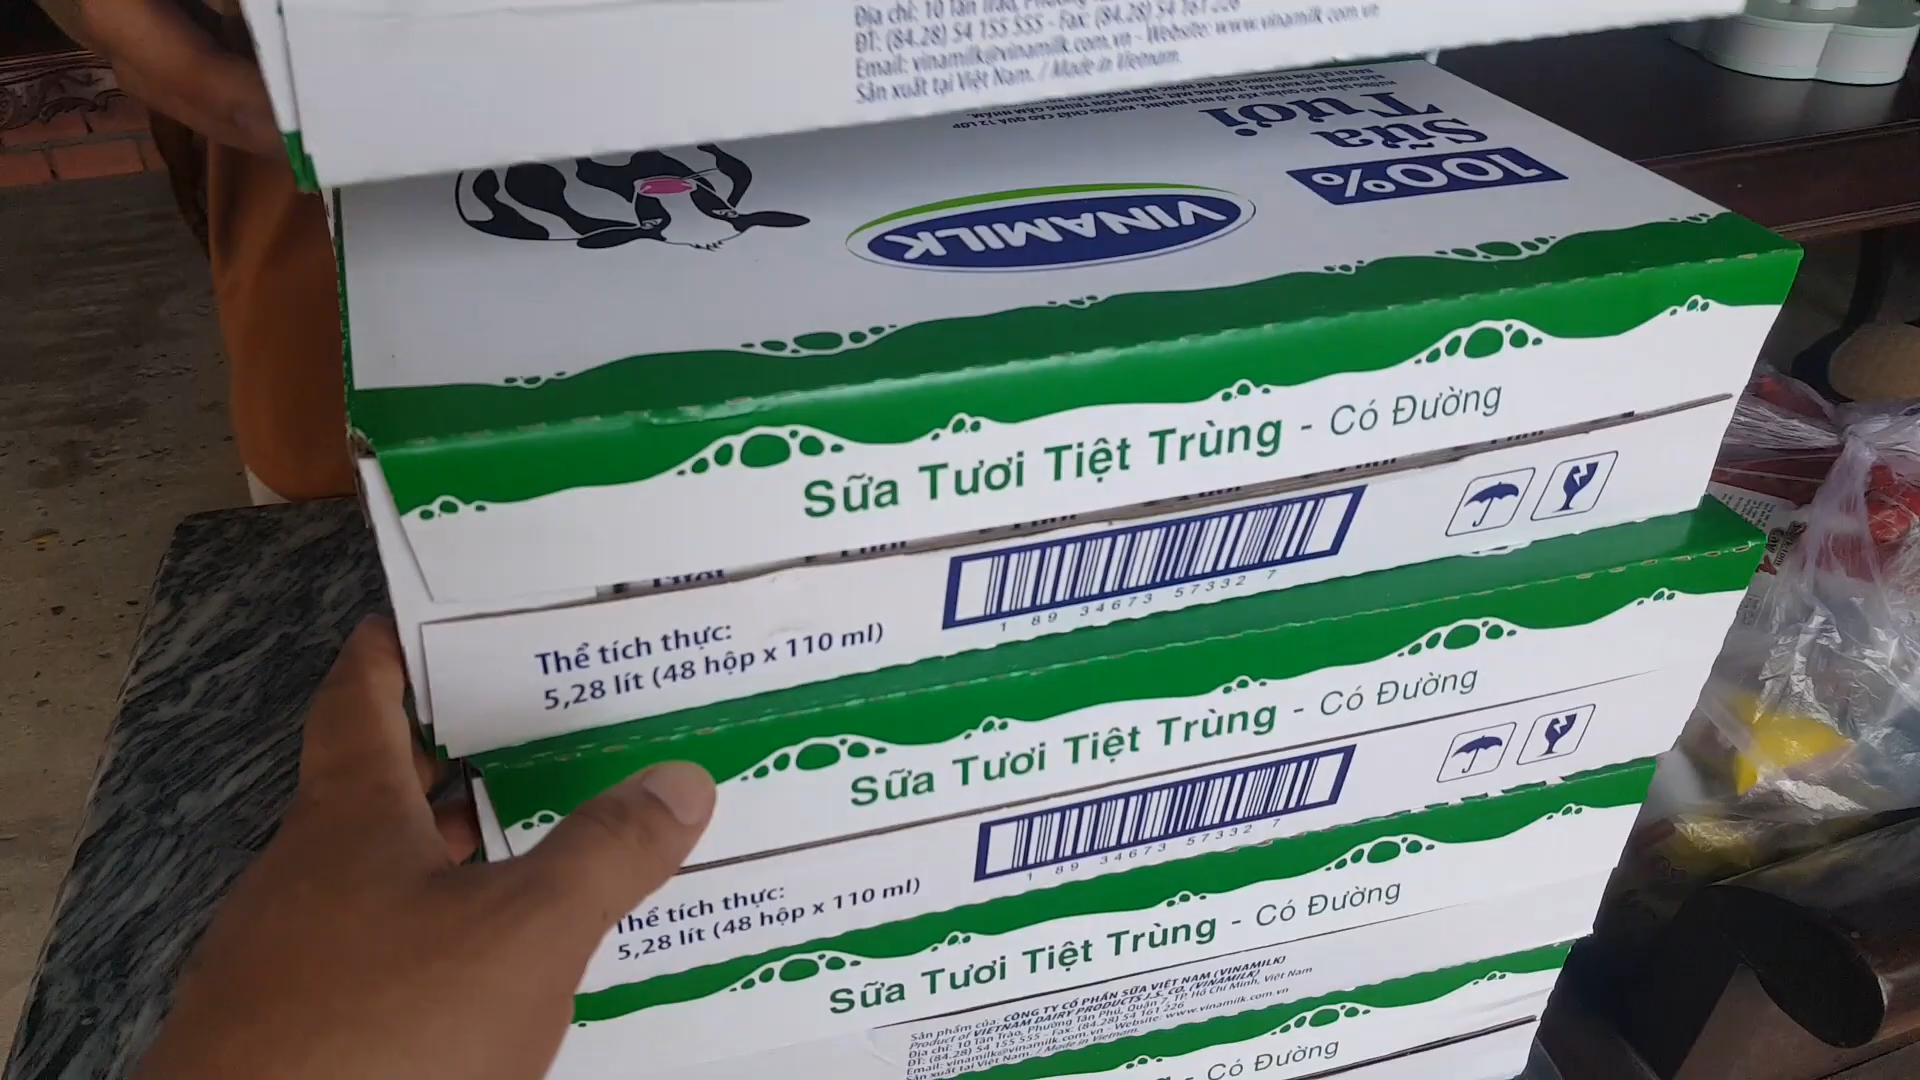 Địa chỉ: 10 Tân Trào,
ĐT: (84.28) 54 155 555 - Fax: (84.28) 54 161 226
Email: vinamilk@vinamilk.com.vn - Website: www.vinamilk.com.vn
Sản xuất tại Việt Nam. / Made in Vietnam.
100%
Sữa
Tươi
VINAMILK
Sữa Tươi Tiệt Trùng - Có Đường
Thể tích thực:
5,28 lít (48 hộp x 110 ml)
1 89 34673 57332 7
Sữa Tươi Tiệt Trùng - Có Đường
Thể tích thực:
5,28 lít (48 hộp x 110 ml)
1 89 34673 57332 7
Sữa Tươi Tiệt Trùng - Có Đường
Sản phẩm của: CÔNG TY CỔ PHẦN SỮA VIỆT NAM (VINAMILK)
Product of VIETNAM DAIRY PRODUCTS J.S. CO. (VINAMILK)
Địa chỉ: 10 Tân Trào, Phường Tân Phú, Quận 7, TP. Hồ Chí Minh, Việt Nam
ĐT: (84.28) 54 155 555 - Fax: (84.28) 54 161 226
Email: vinamilk@vinamilk.com.vn - Website: www.vinamilk.com.vn
Sản xuất tại Việt Nam. / Made in Vietnam.
- Có Đường